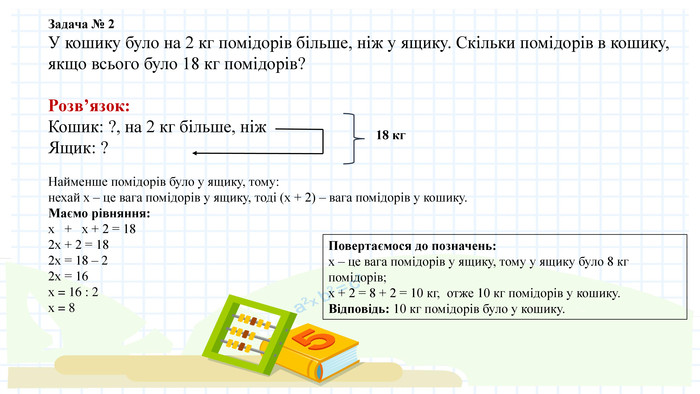 Задача № 2
У кошику було на 2 кг помідорів більше, ніж у ящику. Скільки помідорів в кошику,
якщо всього було 18 кг помідорів?
Розв’язок:
Кошик: ?, на 2 кг більше, ніж
Ящик: ?
18 кг
Найменше помідорів було у ящику, тому:
нехай х – це вага помідорів у ящику, тоді (х + 2) – вага помідорів у кошику.
Маємо рівняння:
х + х + 2 = 18
2х + 2 = 18
2х = 18 – 2
2х = 16
х = 16 : 2
х = 8
Повертаємося до позначень:
х – це вага помідорів у ящику, тому у ящику було 8 кг
помідорів;
х + 2 = 8 + 2 = 10 кг, отже 10 кг помідорів у кошику.
Відповідь: 10 кг помідорів було у кошику.
5